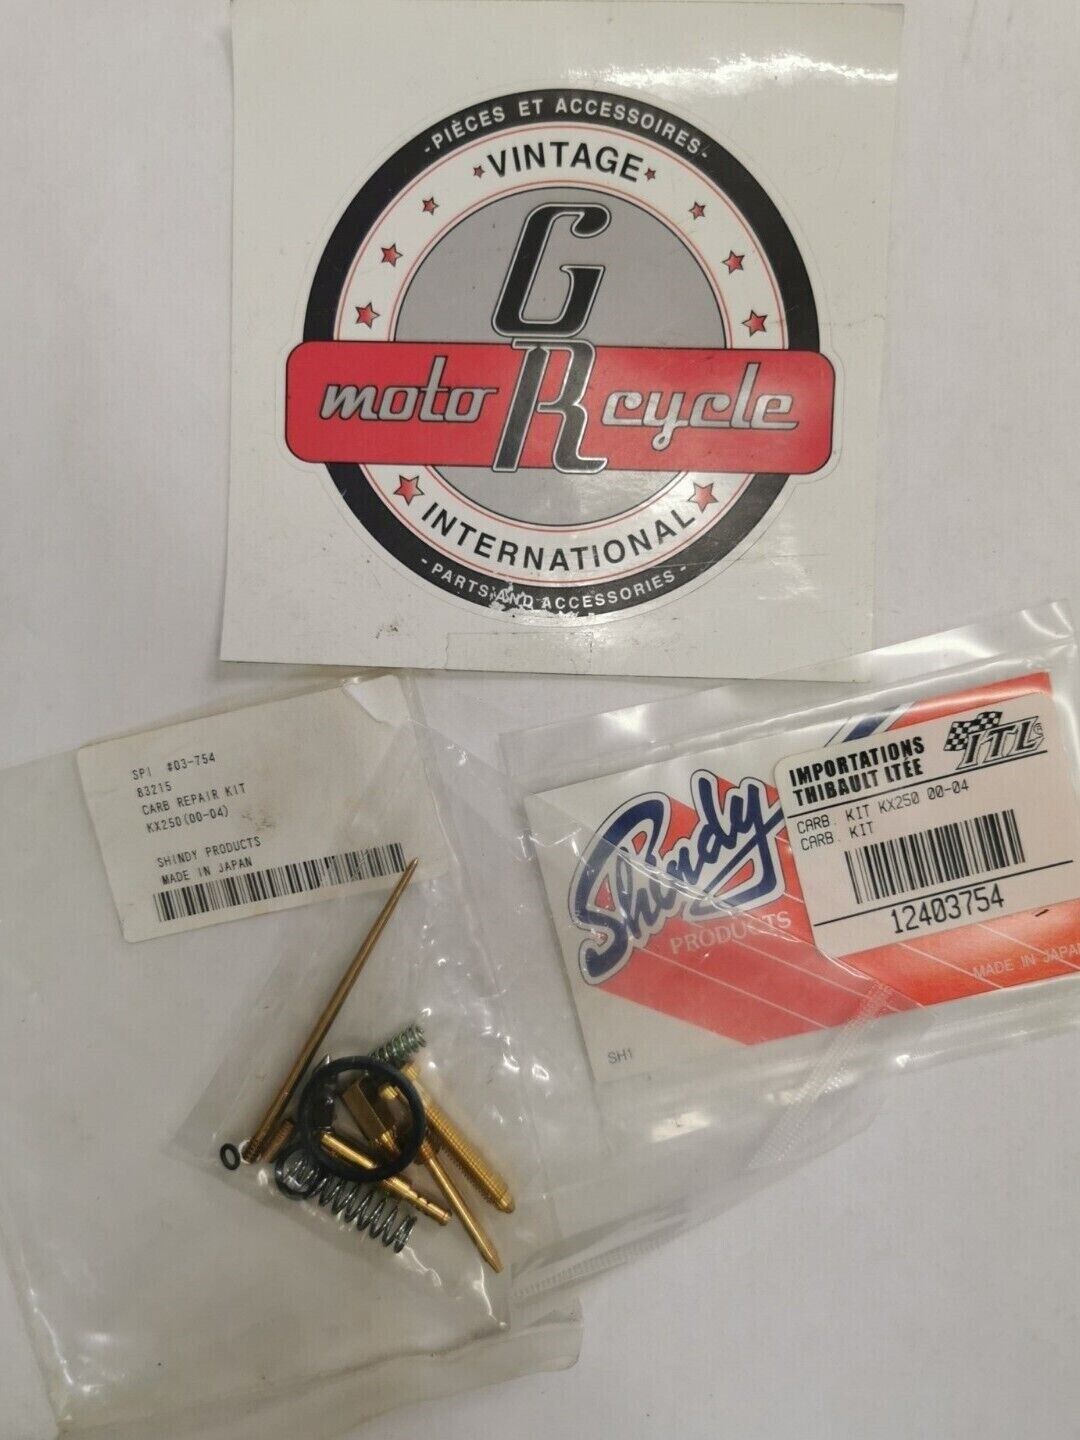 -PIÈCES ET ACCESSOIRES-
VINTAGE
GR
moto cycle
INTERNATIONAL
- PARTS AND ACCESSORIES -
SPI #03-754
83215
CARB REPAIR KIT
KX250(00-04)
SHINDY PRODUCTS
MADE IN JAPAN
Shindy
PRODUCTS
MADE IN JAPAN
SH1
IMPORTATIONS
THIBAULT LTÉE
ITL
CARB. KIT KX250 00-04
CARB. KIT
12403754